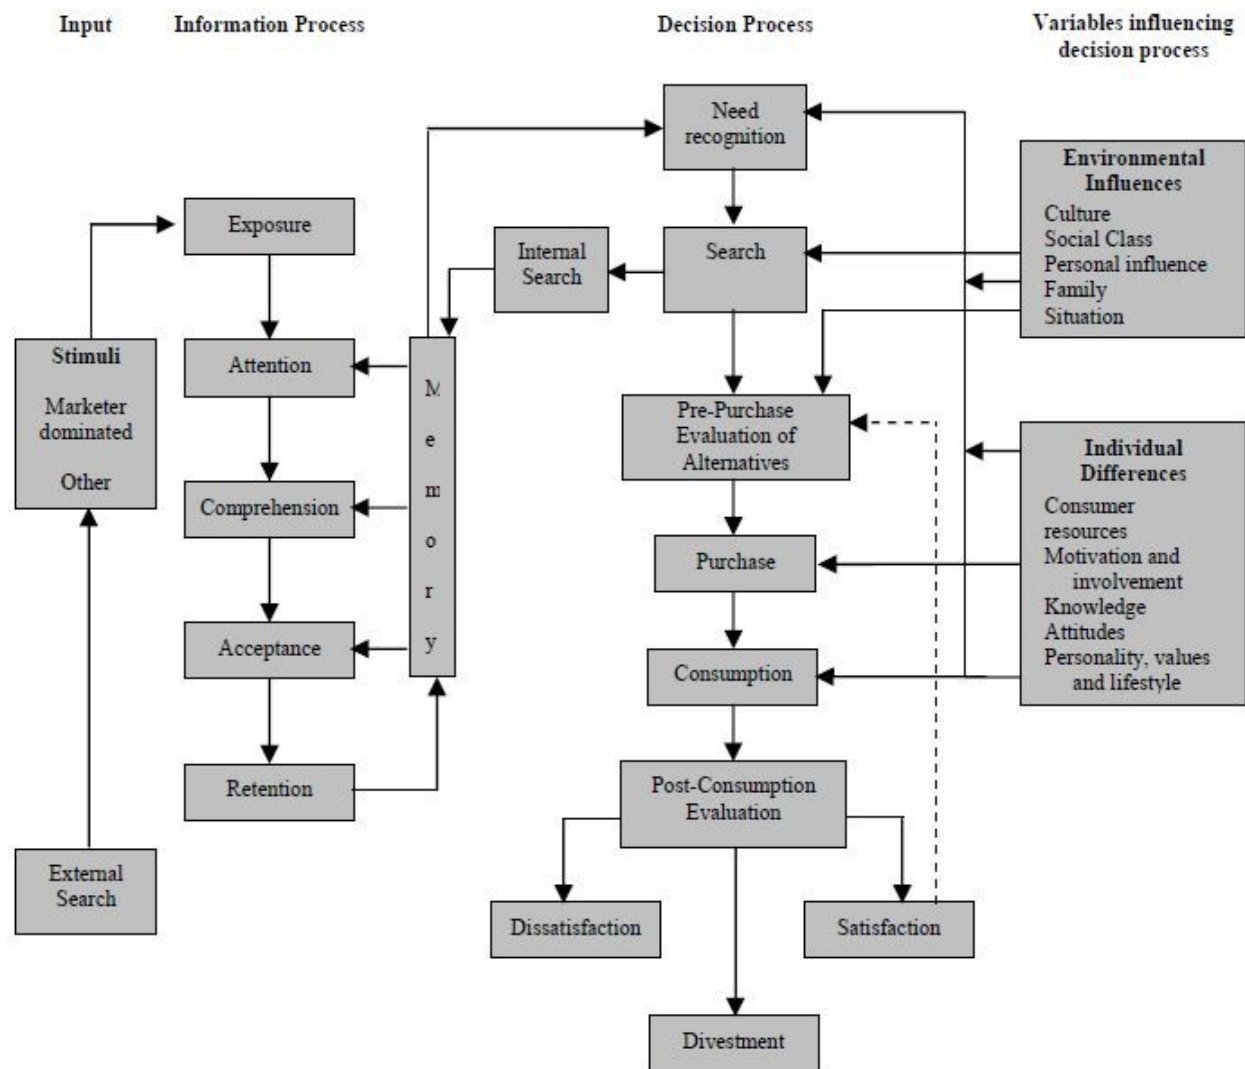 Input
Information Process
Decision Process
Variables influencing
decision process
Need
recognition
Environmental
Influences
Culture
Social Class
Personal influence
Family
Situation
Exposure
Internal
Search
Search
Stimuli
Marketer
dominated
Other
Attention
M
e
m
o
r
y
Pre-Purchase
Evaluation of
Alternatives
Individual
Differences
Consumer
resources
Motivation and
involvement
Knowledge
Attitudes
Personality, values
and lifestyle
Comprehension
Purchase
Acceptance
Consumption
Retention
Post-Consumption
Evaluation
External
Search
Dissatisfaction
Satisfaction
Divestment